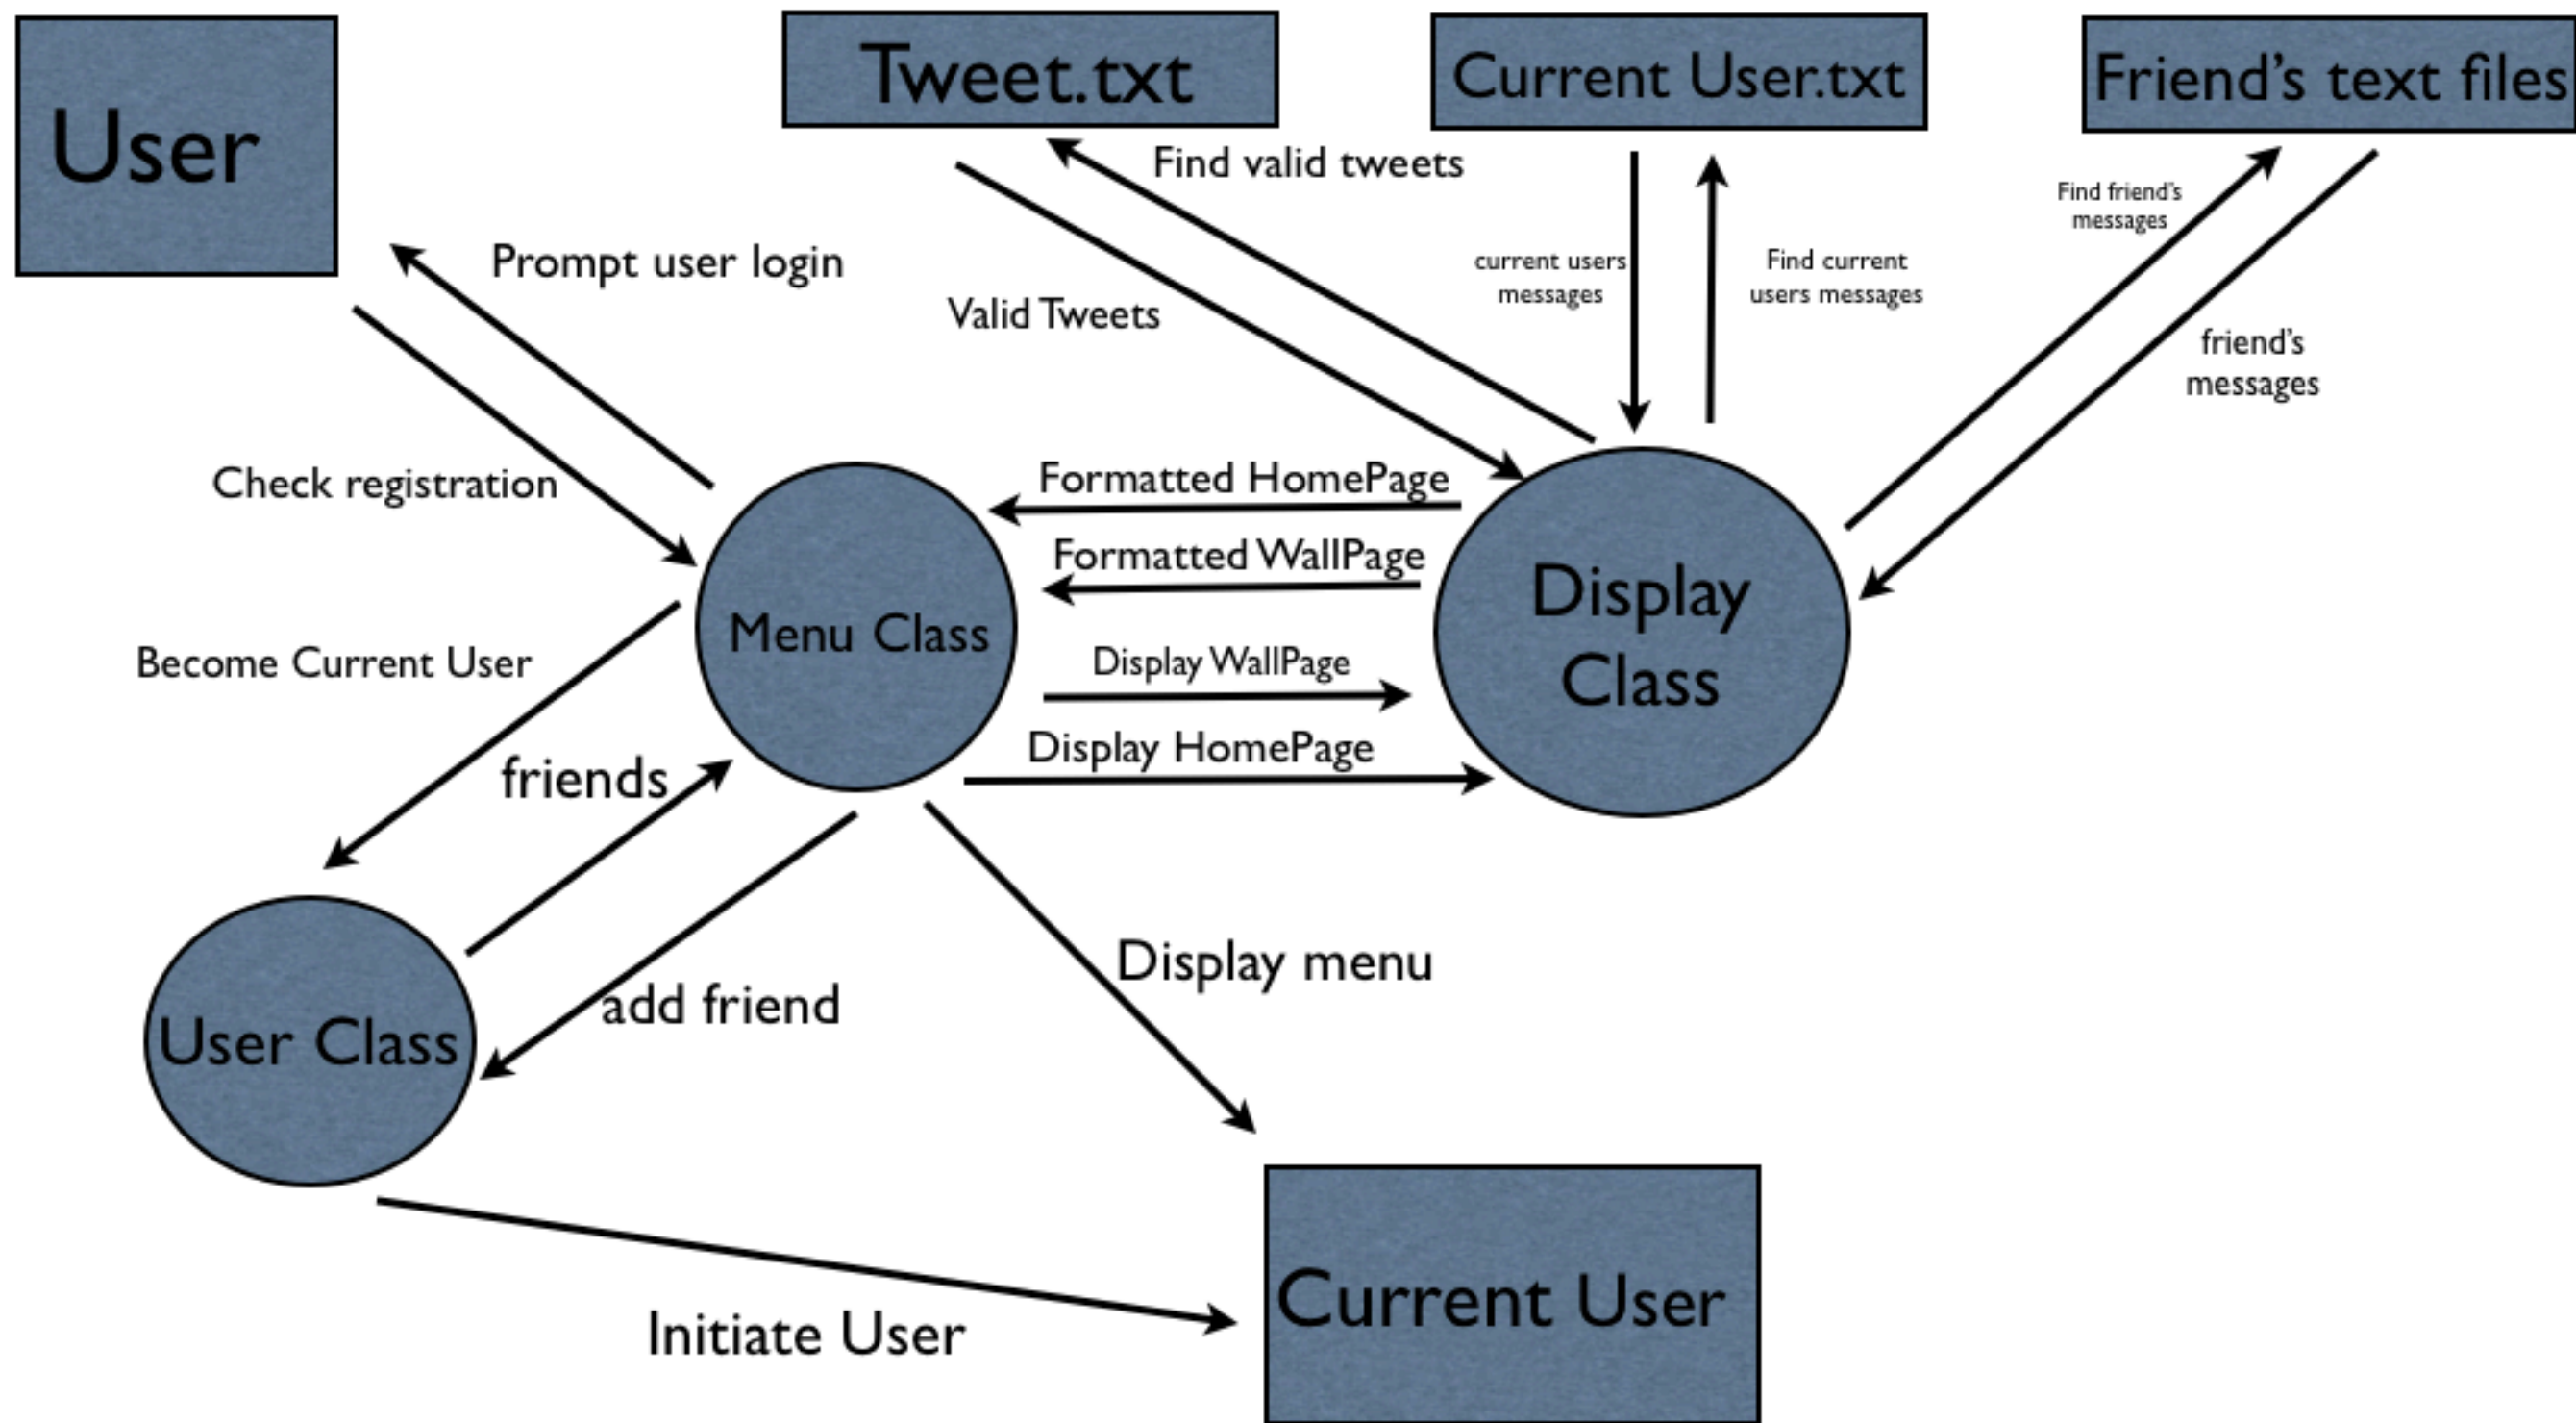 User
Tweet.txt
Current User.txt
Friend's text files
Find valid tweets
Find friend's
messages
Prompt user login
current users
messages
Find current
users messages
Valid Tweets
friend's
messages
Check registration
Formatted HomePage
Formatted WallPage
Menu Class
Display
Class
Become Current User
Display WallPage
Display HomePage
friends
Display menu
add friend
User Class
Current User
Initiate User